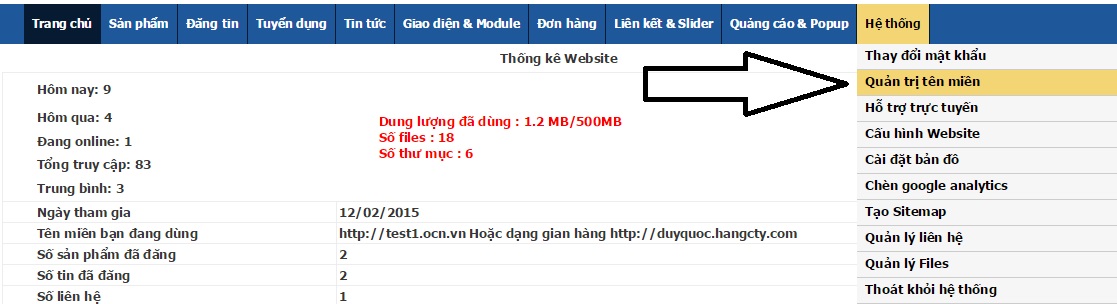 Trang chủ Sản phẩm Đăng tin Tuyển dụng Tin tức Giao diện & Module Đơn hàng Liên kết & Slider Quảng cáo & Popup Hệ thống
Thống kê Website
Hôm nay: 9
Hôm qua: 4
Đang online: 1
Tổng truy cập: 83
Trung bình: 3
Dung lượng đã dùng : 1.2 MB/500MB
Số files : 18
Số thư mục : 6
Ngày tham gia 12/02/2015
Tên miền bạn đang dùng http://test1.ocn.vn Hoặc dạng gian hàng http://duyquoc.hangcty.com
Số sản phẩm đã đăng 2
Số tin đã đăng 2
Số liên hệ 1
Thay đổi mật khẩu
Quản trị tên miền
Hỗ trợ trực tuyến
Cấu hình Website
Cài đặt bản đồ
Chèn google analytics
Tạo Sitemap
Quản lý liên hệ
Quản lý Files
Thoát khỏi hệ thống